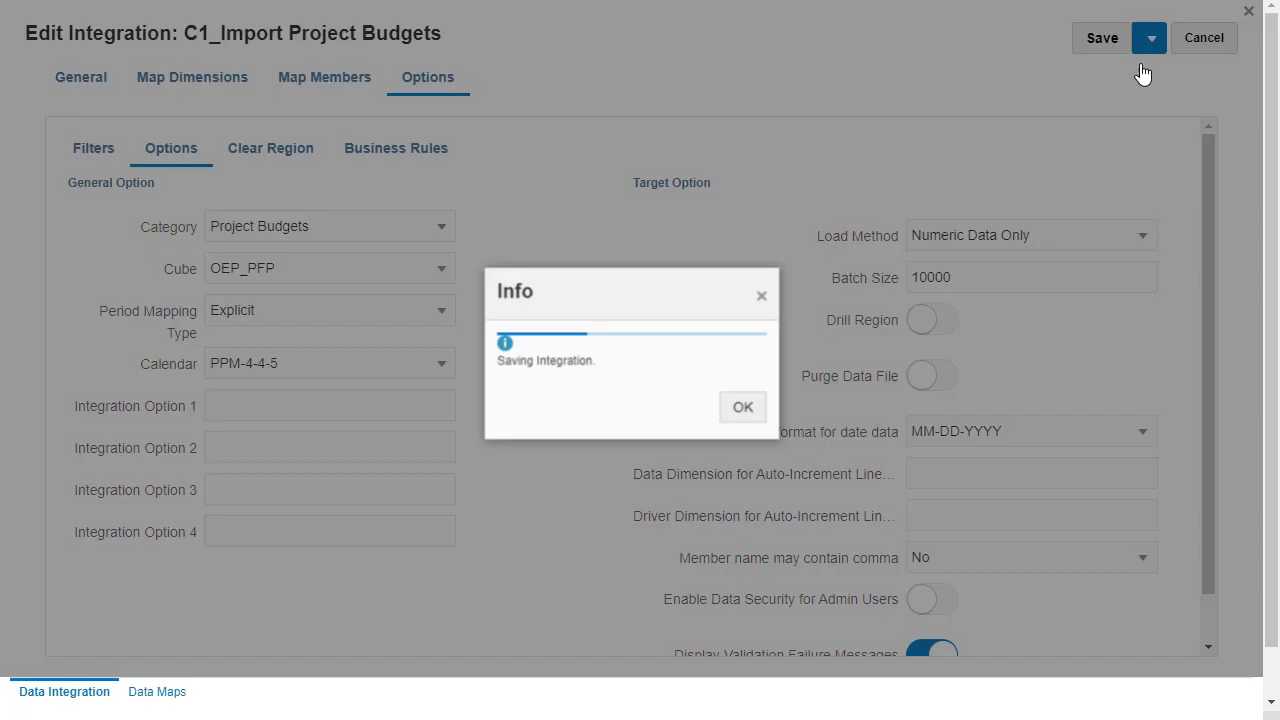 Edit Integration: C1_Import Project Budgets
Save
Cancel
General
Map Dimensions
Map Members
Options
Filters
Options
Clear Region
Business Rules
General Option
Category
Project Budgets
Cube
OEP_PFP
Period Mapping
Type
Explicit
Calendar
PPM-4-4-5
Integration Option 1
Integration Option 2
Integration Option 3
Integration Option 4
Target Option
Load Method
Numeric Data Only
Batch Size
10000
Drill Region
Purge Data File
format for date data
MM-DD-YYYY
Data Dimension for Auto-Increment Line...
Driver Dimension for Auto-Increment Lin...
Member name may contain comma
No
Enable Data Security for Admin Users
Display Validation Failure Messages
Info
Saving Integration.
OK
Data Integration
Data Maps